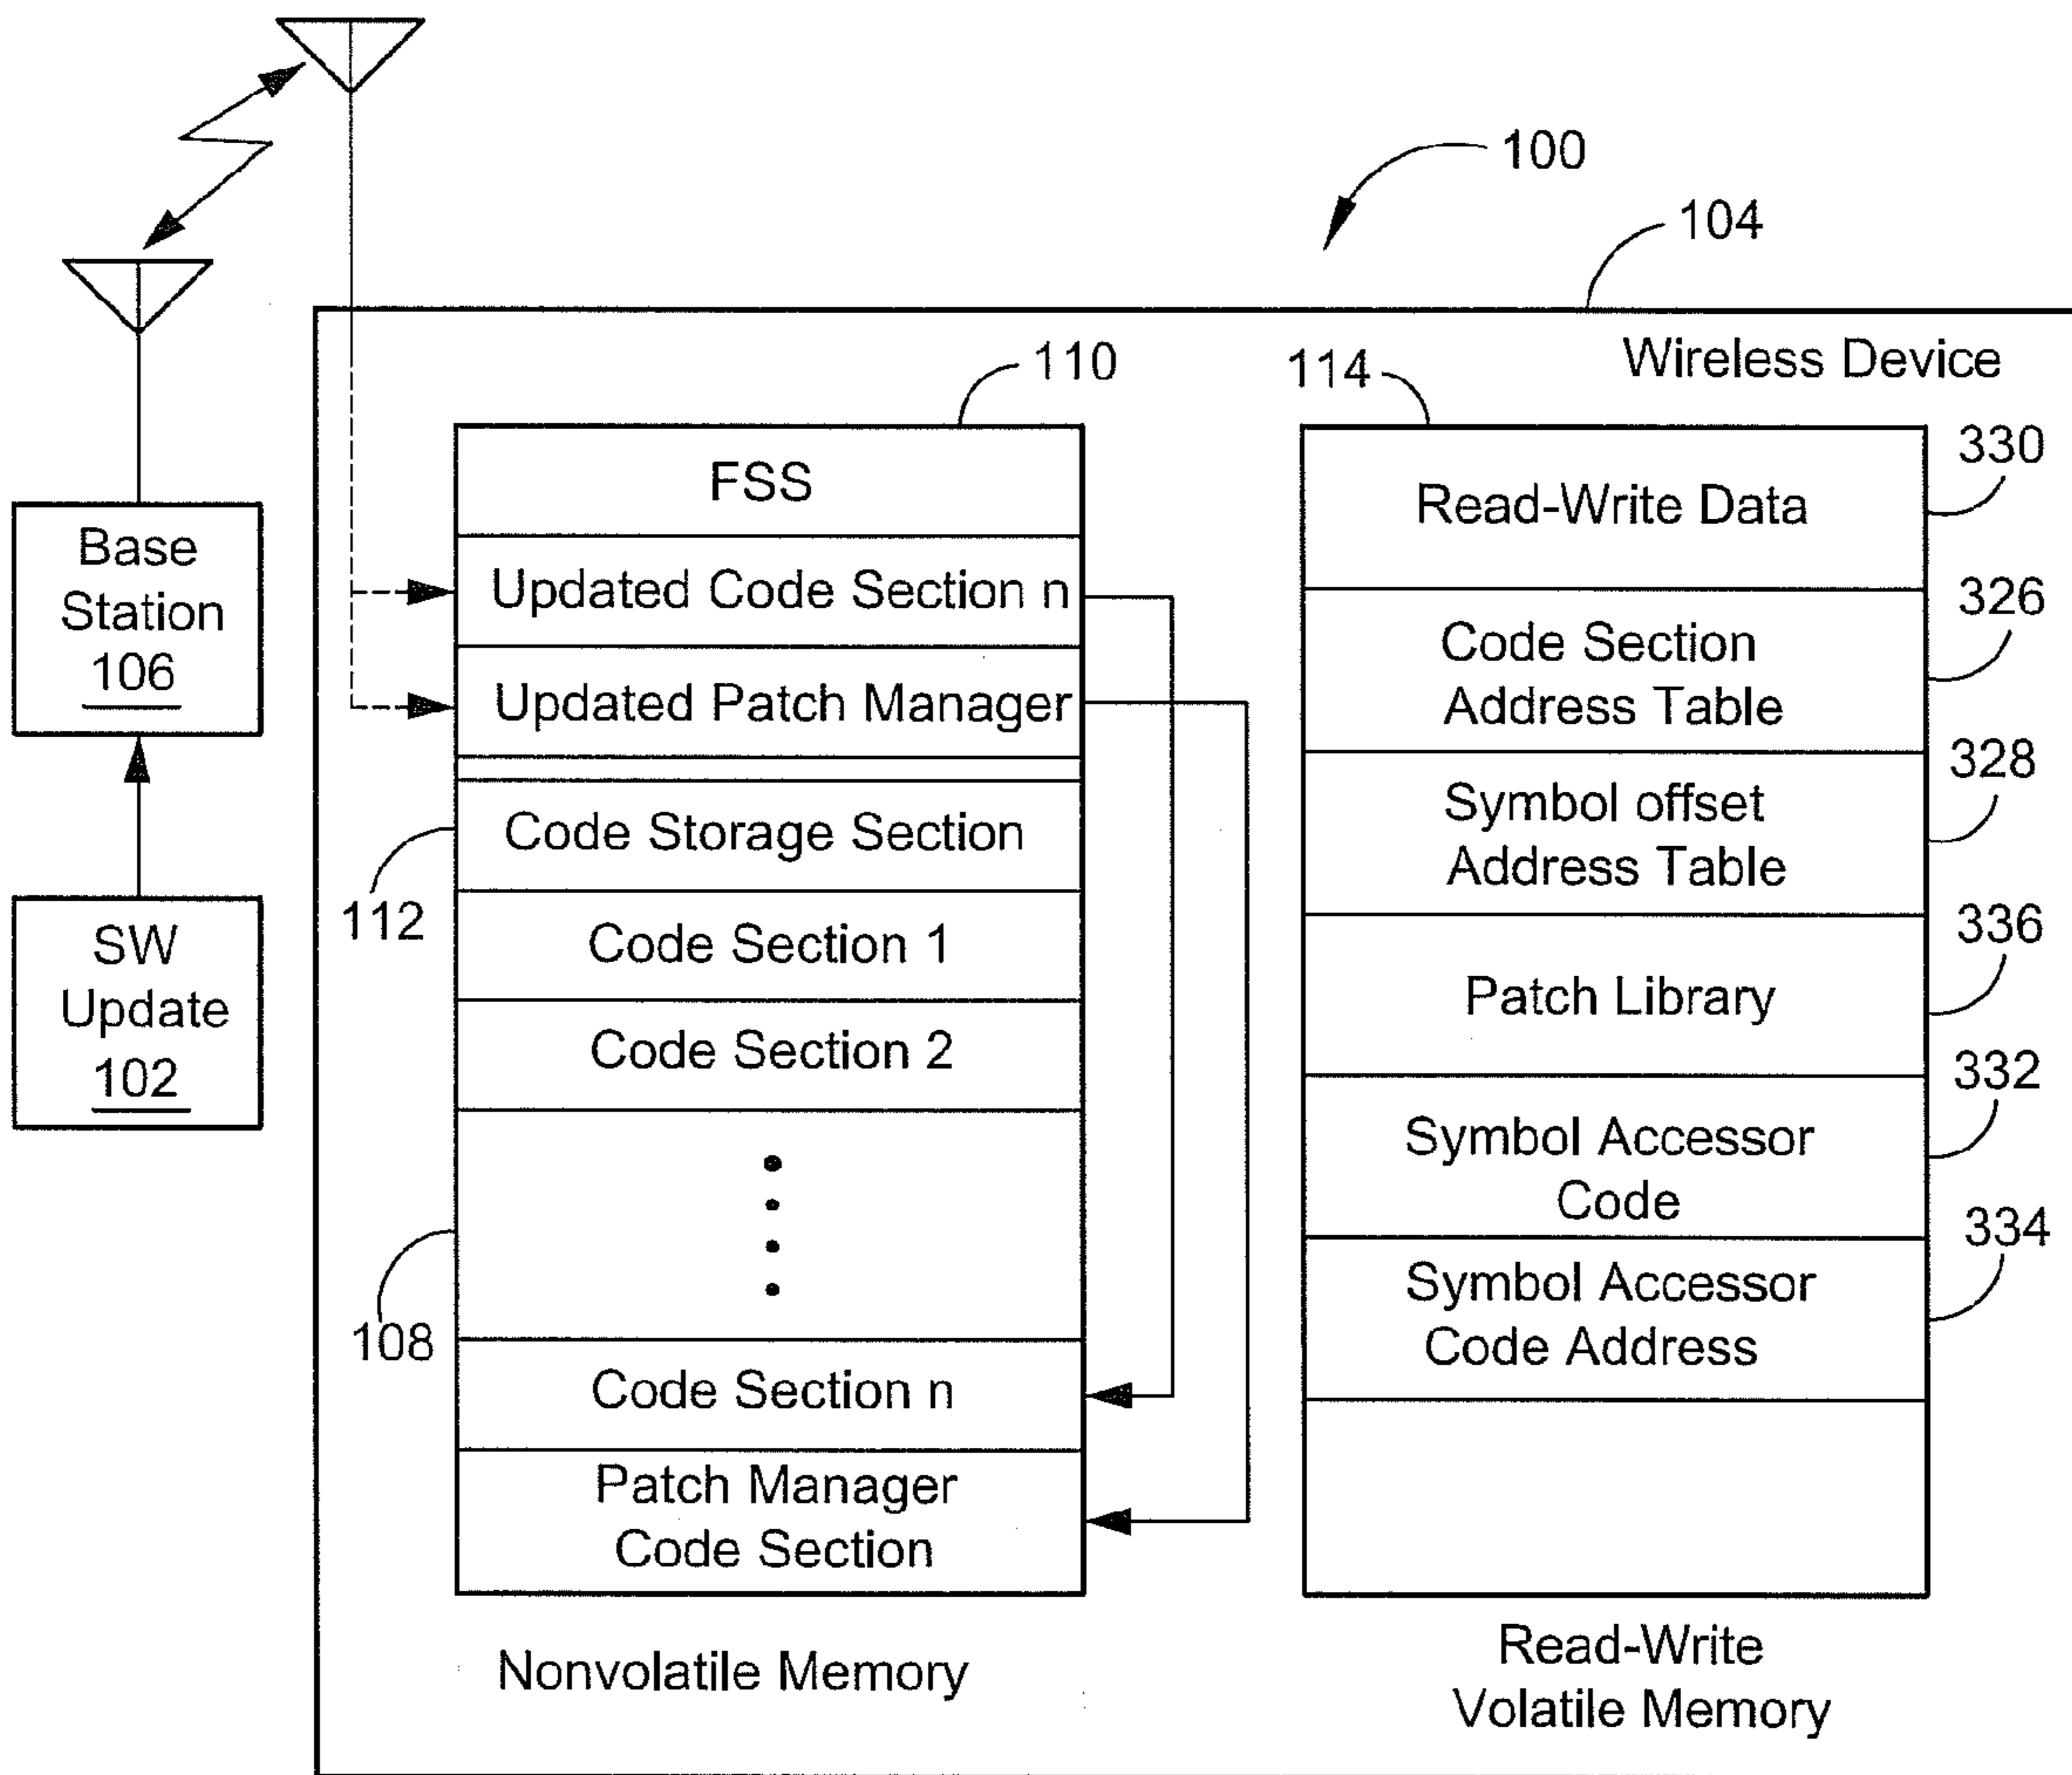 100
104
Wireless Device
110
114
FSS
Updated Code Section n
Updated Patch Manager
Code Storage Section
112
Code Section 1
Code Section 2
108
Code Section n
Patch Manager
Code Section
Nonvolatile Memory
Base
Station
106
SW
Update
102
Read-Write Data
330
Code Section
Address Table
326
Symbol offset
Address Table
328
Patch Library
336
Symbol Accessor
Code
332
Symbol Accessor
Code Address
334
Read-Write
Volatile Memory